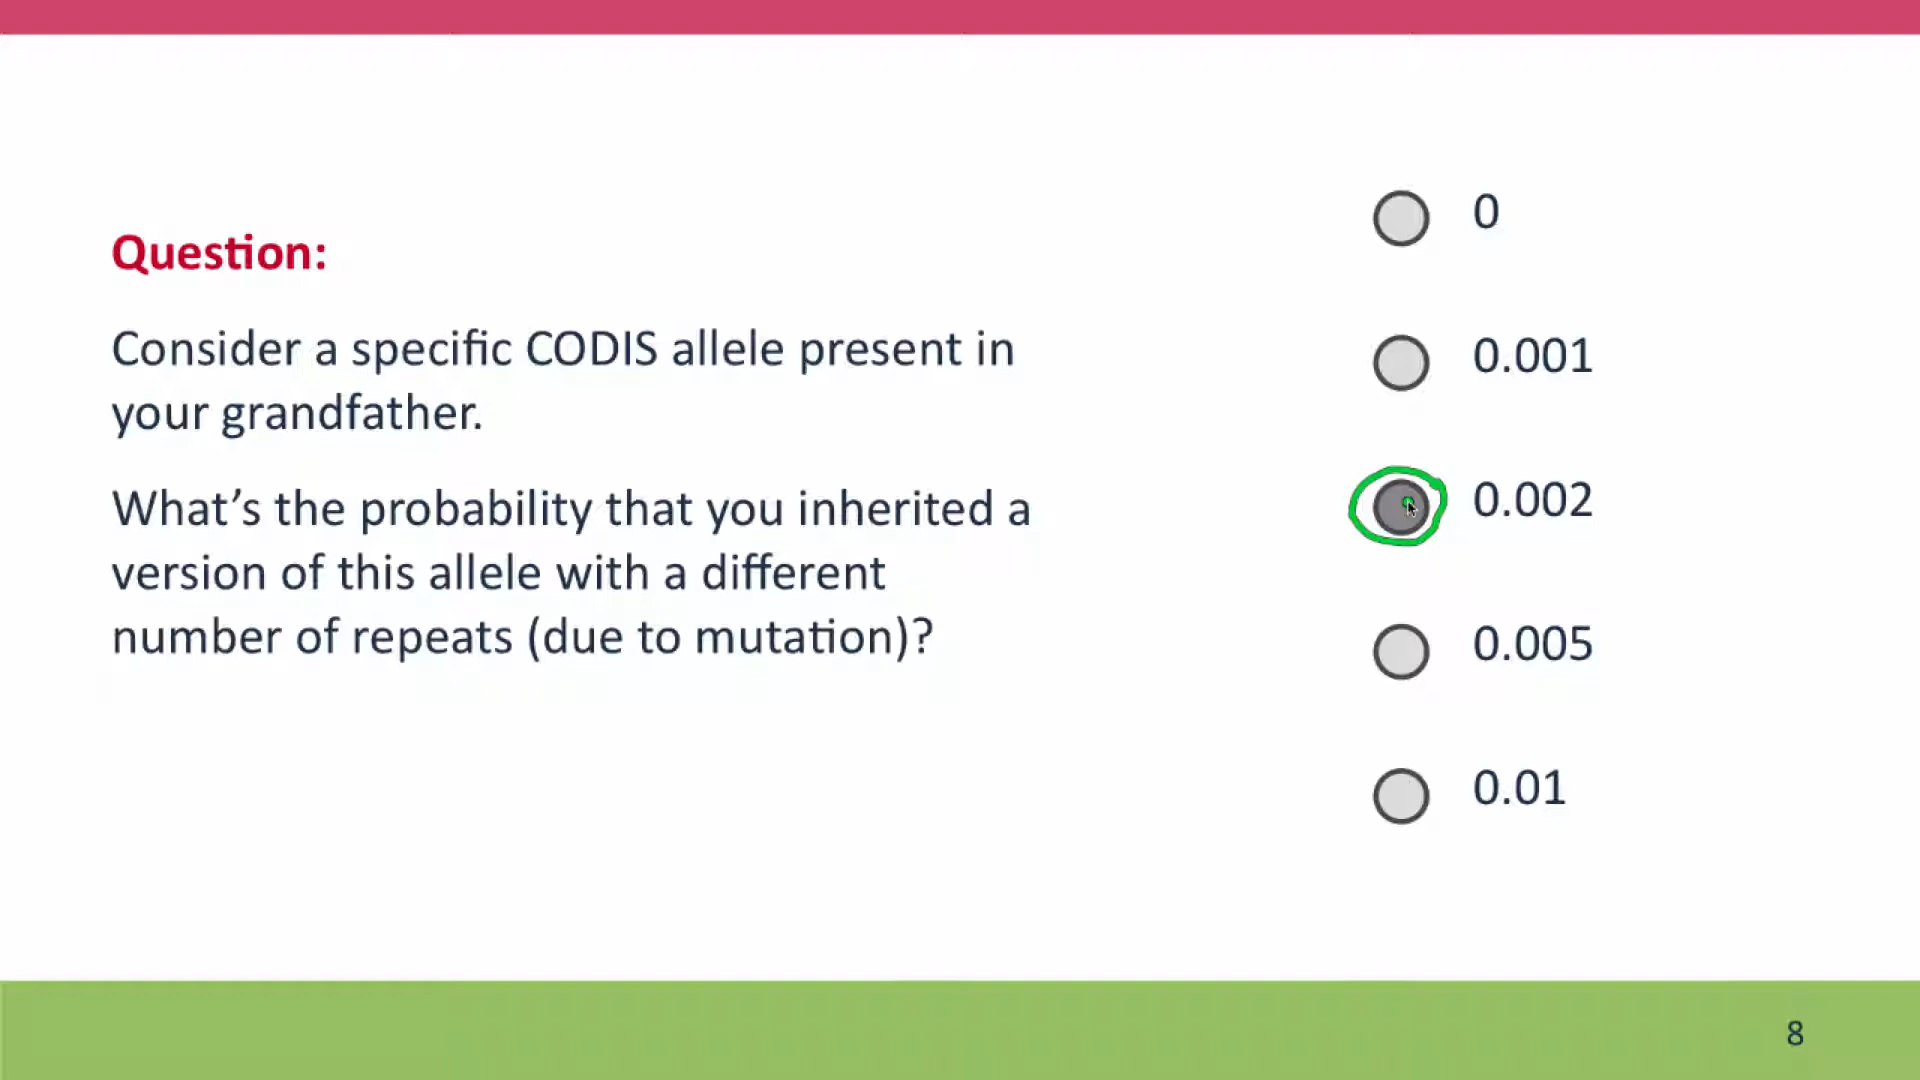 Question:
Consider a specific CODIS allele present in
your grandfather.
What’s the probability that you inherited a
version of this allele with a different
number of repeats (due to mutation)?
0
0.001
0.002
0.005
0.01
8